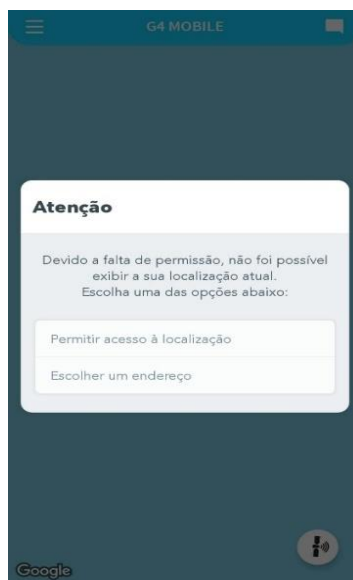 G4 MOBILE
Atenção
Devido a falta de permissão, não foi possível
exibir a sua localização atual.
Escolha uma das opções abaixo:
Permitir acesso à localização
Escolher um endereço
Google